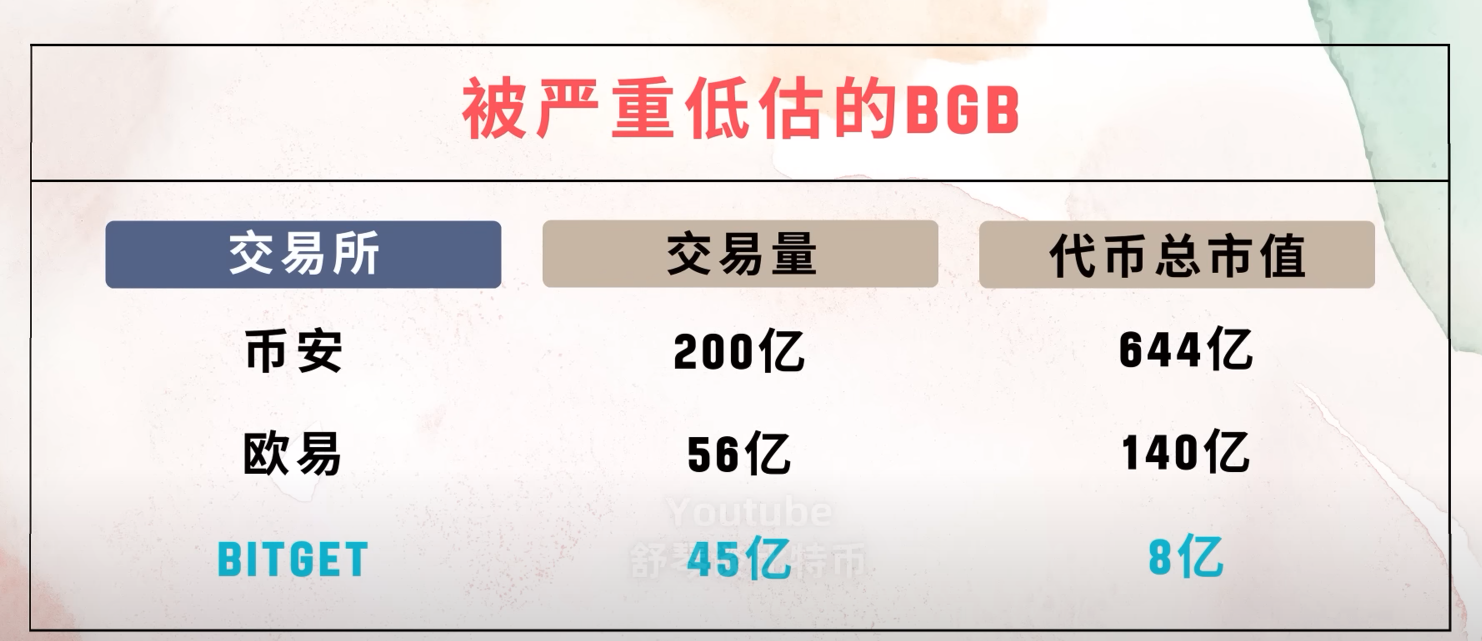 被严重低估的BGB
交易所 交易量 代币总市值
币安 200亿 644亿
欧易 56亿 140亿
Youtube
BITGET 45亿 8亿